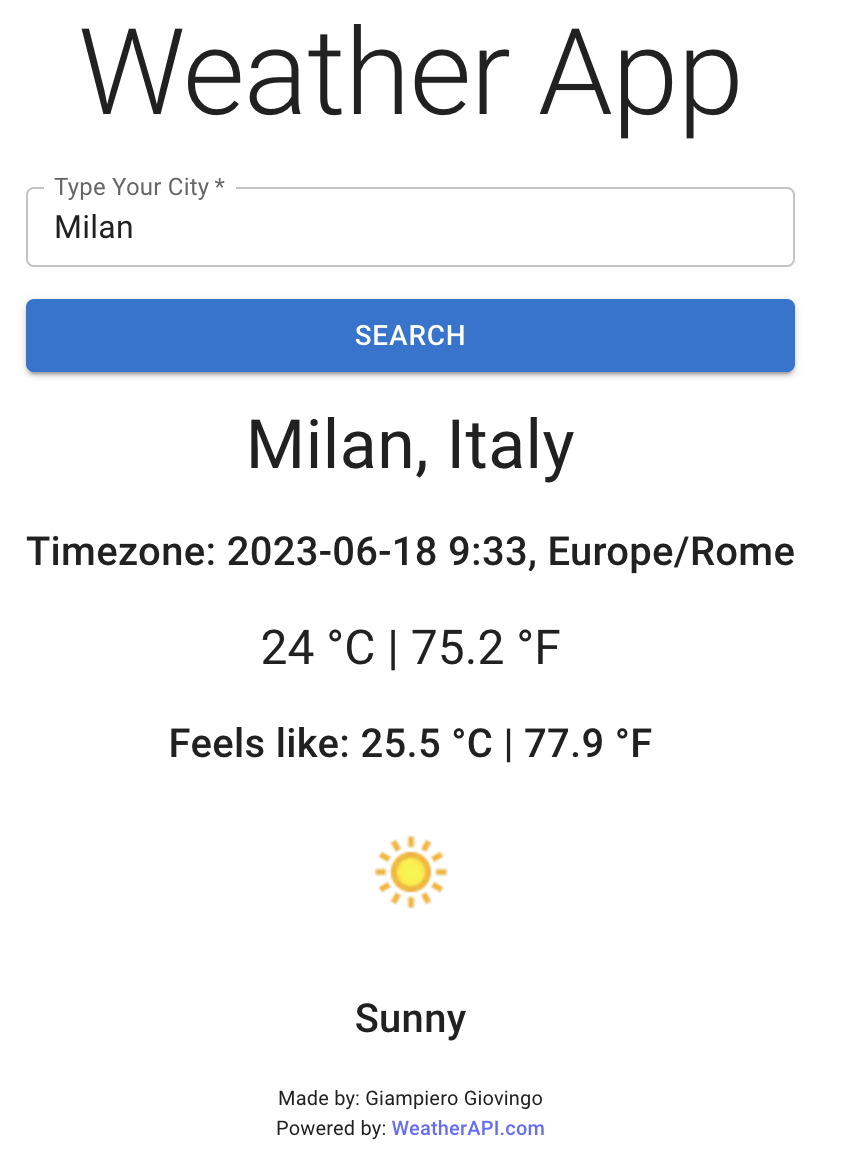 Weather App
Type Your City *
Milan
SEARCH
Milan, Italy
Timezone: 2023-06-18 9:33, Europe/Rome
24 °C | 75.2 °F
Feels like: 25.5 °C | 77.9 °F
Sunny
Made by: Giampiero Giovingo
Powered by: WeatherAPI.com